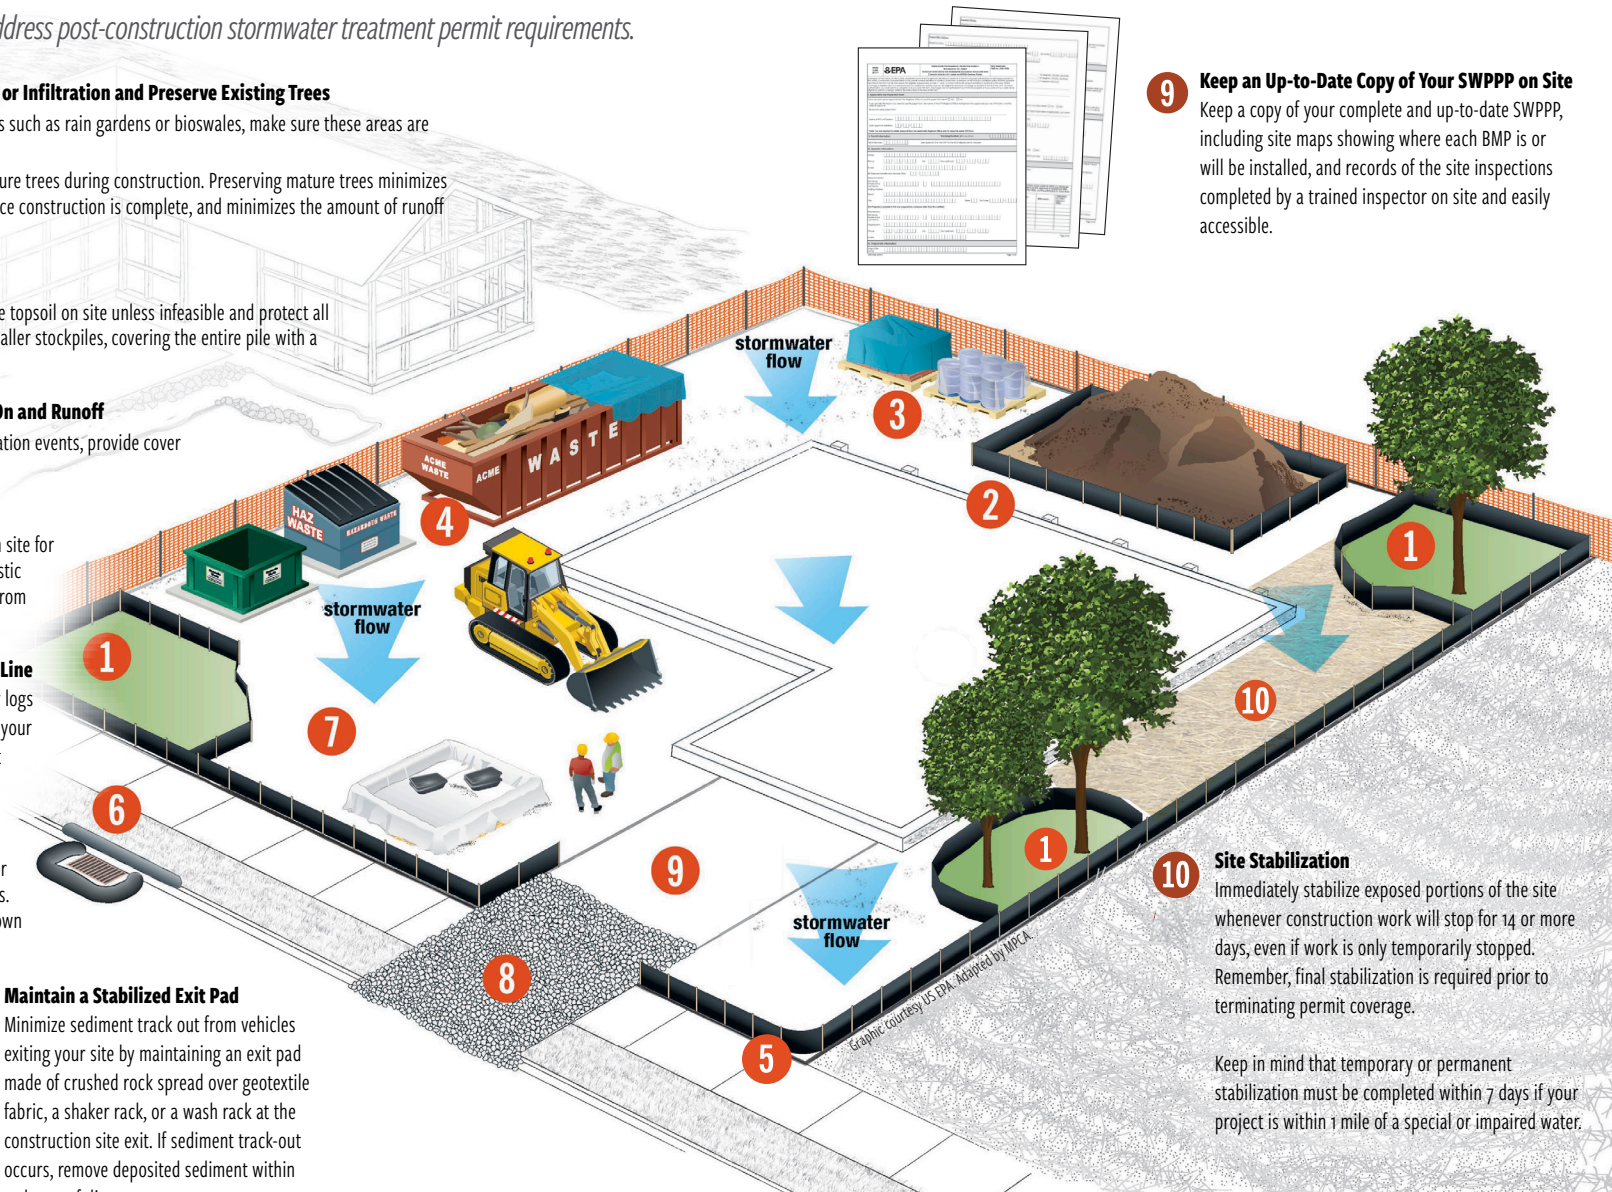 ddress post-construction stormwater treatment permit requirements.
or Infiltration and Preserve Existing Trees
s such as rain gardens or bioswales, make sure these areas are
ure trees during construction. Preserving mature trees minimizes
ce construction is complete, and minimizes the amount of runoff
e topsoil on site unless infeasible and protect all
aller stockpiles, covering the entire pile with a
On and Runoff
ation events, provide cover
n site for
stic
rom
Line
logs
your
r
s.
own
Maintain a Stabilized Exit Pad
Minimize sediment track out from vehicles
exiting your site by maintaining an exit pad
made of crushed rock spread over geotextile
fabric, a shaker rack, or a wash rack at the
construction site exit. If sediment track-out
occurs, remove deposited sediment within
EPA
9
Keep an Up-to-Date Copy of Your SWPPP on Site
Keep a copy of your complete and up-to-date SWPPP,
including site maps showing where each BMP is or
will be installed, and records of the site inspections
completed by a trained inspector on site and easily
accessible.
stormwater
flow
3
ACME
WASTE
ACME
WASTE
4
HAZ
WASTE
HAZARDOUS WASTE
2
1
stormwater
flow
1
7
10
6
9
1
8
stormwater
flow
5
Graphic courtesy US EPA. Adapted by MPCA.
10
Site Stabilization
Immediately stabilize exposed portions of the site
whenever construction work will stop for 14 or more
days, even if work is only temporarily stopped.
Remember, final stabilization is required prior to
terminating permit coverage.
Keep in mind that temporary or permanent
stabilization must be completed within 7 days if your
project is within 1 mile of a special or impaired water.